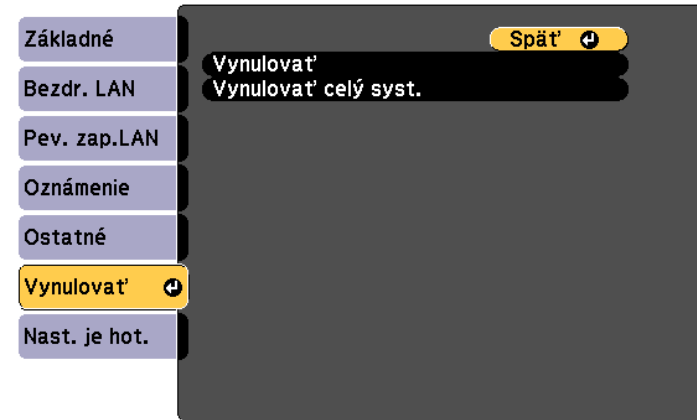 Základné
Bezdr. LAN
Pev. zap.LAN
Oznámenie
Ostatné
Vynulovať
Nast. je hot.
Späť
Vynulovať
Vynulovať celý syst.